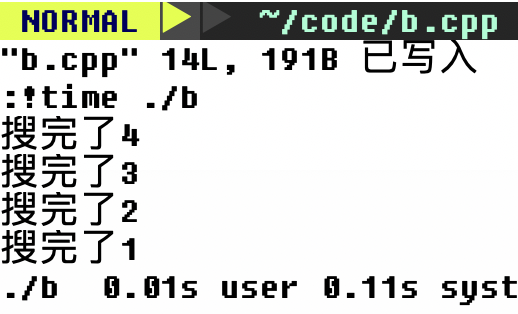 NORMAL ~/code/b.cpp
"b.cpp" 14L, 191B 已写入
:!time ./b
搜完了4
搜完了3
搜完了2
搜完了1
./b 0.01s user 0.11s syst